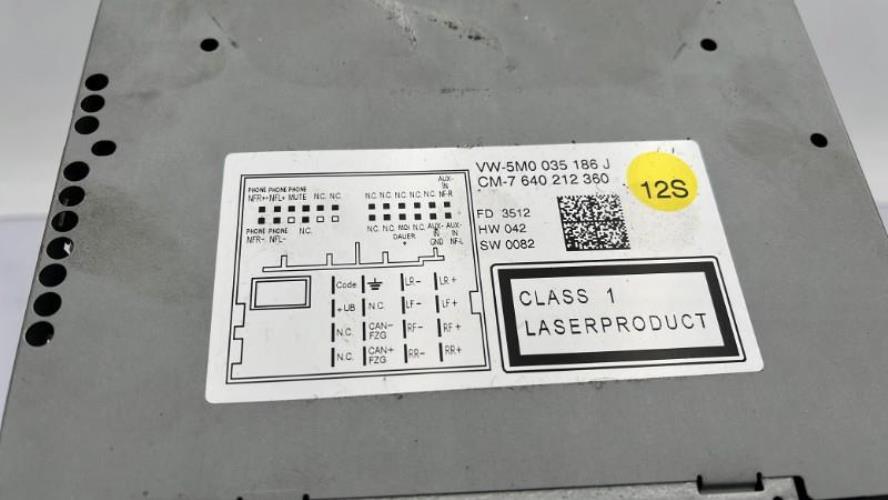 VW-5M0 035 186 J
CM-7 640 212 360
12S
FD 3512
HW 042
SW 0082
CLASS 1
LASERPRODUCT
PHONE PHONE PHONE
NFR+ NFL+ MUTE N.C. N.C.
PHONE PHONE N.C.
NFR- NFL-
AUX-
IN
N.C. N.C. N.C. N.C. N.C. NF-R
N.C. N.C. MDI N.C. AUX- AUX-
DAUER IN IN
+ GND NF-L
Code LR- LR+
+UB N.C. LF- LF+
N.C. CAN- FZG RF- RF+
N.C. CAN+ FZG RR- RR+